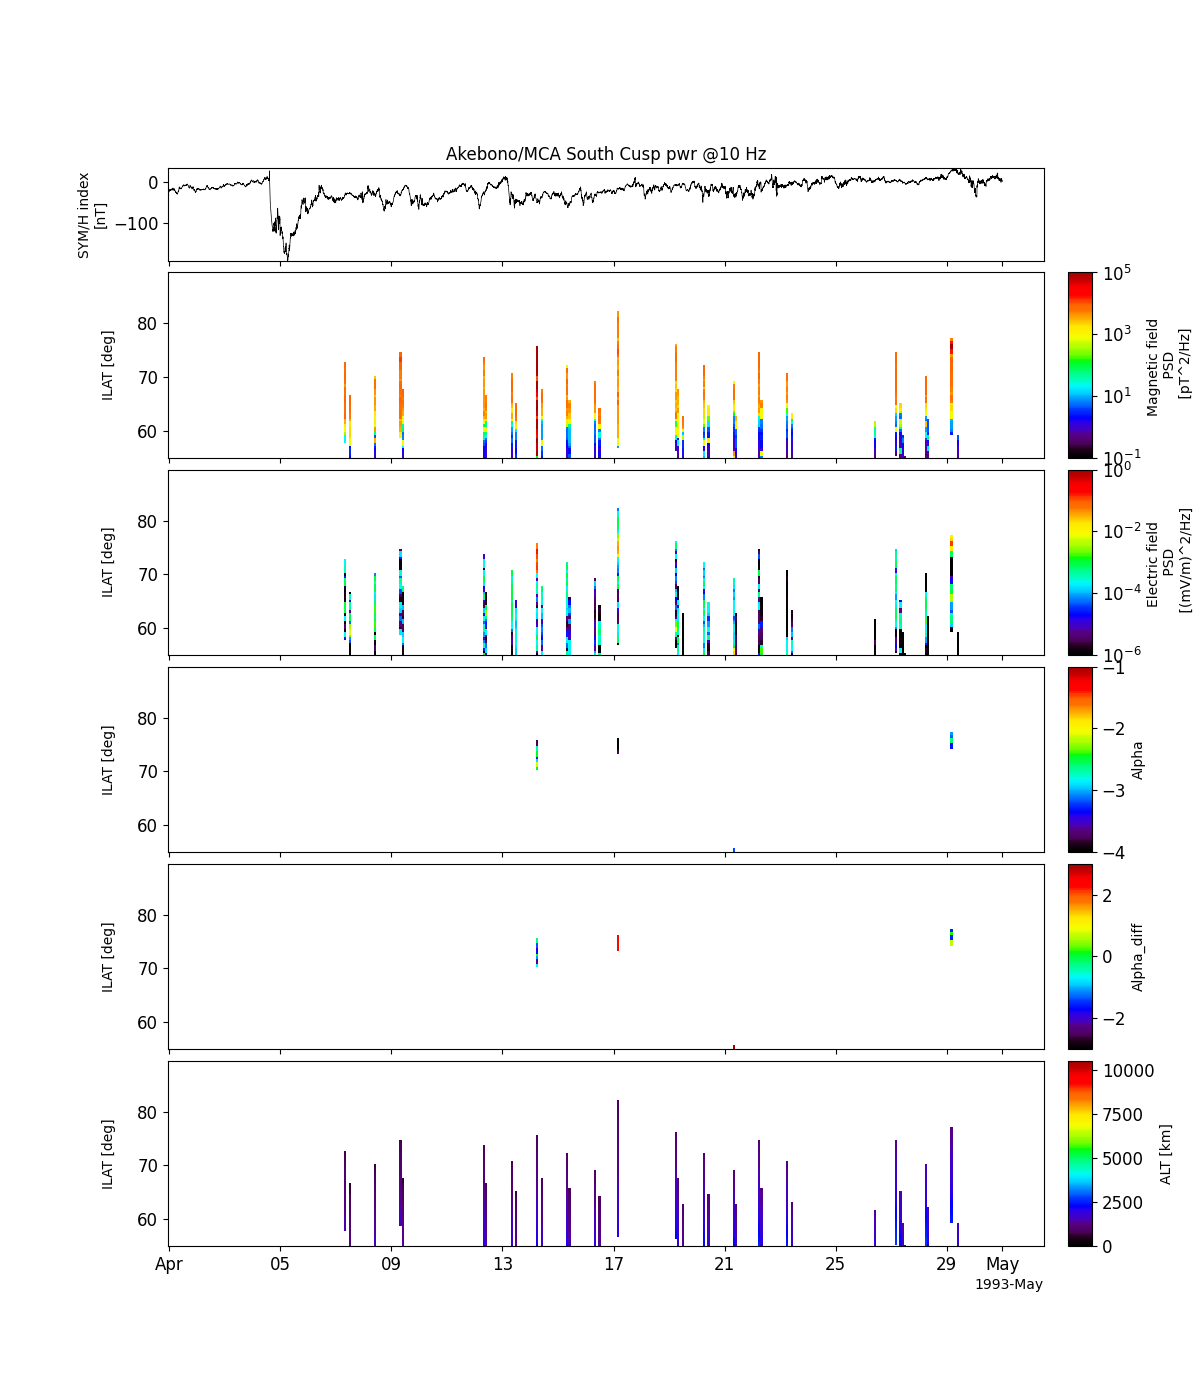 Akebono/MCA South Cusp pwr @10 Hz
SYM/H index
[nT]
0
−100
ILAT [deg]
80
70
60
10^5
10^3
10^1
10^−1
Magnetic field
PSD
[pT^2/Hz]
ILAT [deg]
80
70
60
10^0
10^−2
10^−4
10^−6
Electric field
PSD
[(mV/m)^2/Hz]
ILAT [deg]
80
70
60
−1
−2
−3
−4
Alpha
ILAT [deg]
80
70
60
2
0
−2
Alpha_diff
ILAT [deg]
80
70
60
10000
7500
5000
2500
0
ALT [km]
Apr 05 09 13 17 21 25 29 May
1993-May